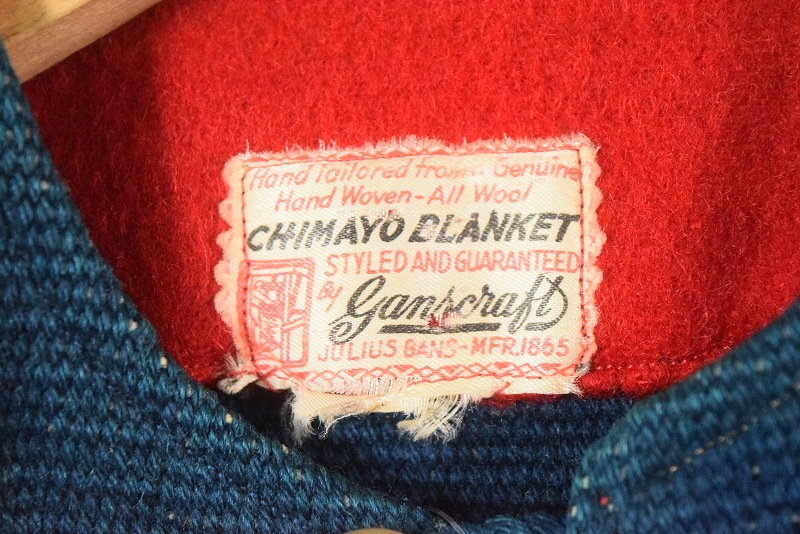 Hand Tailored from Genuine
Hand Woven-All Wool
CHIMAYO BLANKET
STYLED AND GUARANTEED
by Ganscraft
JULIUS GANS-MFR.1865